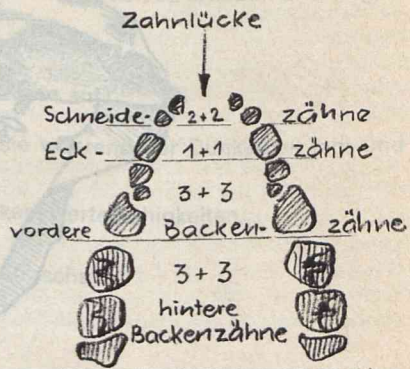 Zahnlücke
Schneide- 2+2 zähne
Eck- 1+1 zähne
3+3
vordere Backen- zähne
3+3
hintere
Backenzähne